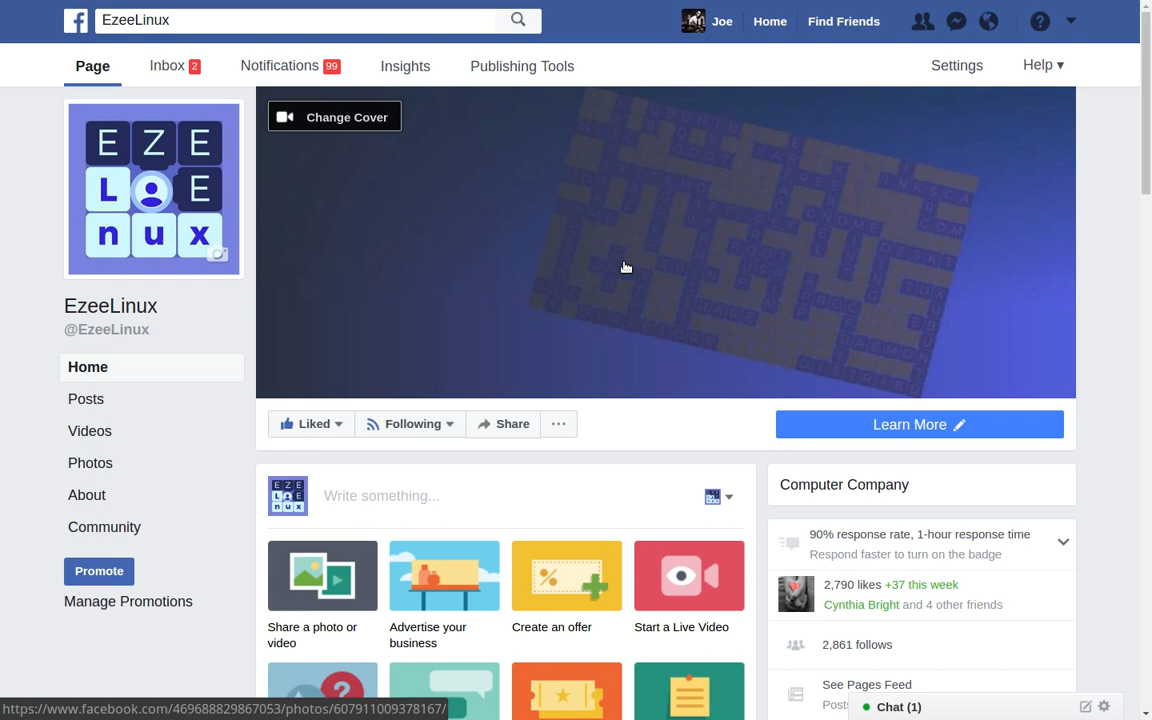 EzeeLinux
Joe
Home
Find Friends
Page
Inbox 2
Notifications 99
Insights
Publishing Tools
Settings
Help ▾
E Z E
L E
n u x
Change Cover
EzeeLinux
@EzeeLinux
Home
Posts
Videos
Photos
About
Community
Promote
Manage Promotions
Liked
Following
Share
...
Learn More
Write something...
Share a photo or
video
Advertise your
business
Create an offer
Start a Live Video
Computer Company
90% response rate, 1-hour response time
Respond faster to turn on the badge
2,790 likes +37 this week
Cynthia Bright and 4 other friends
2,861 follows
See Pages Feed
Chat (1)
https://www.facebook.com/469688829867053/photos/607911009378167/